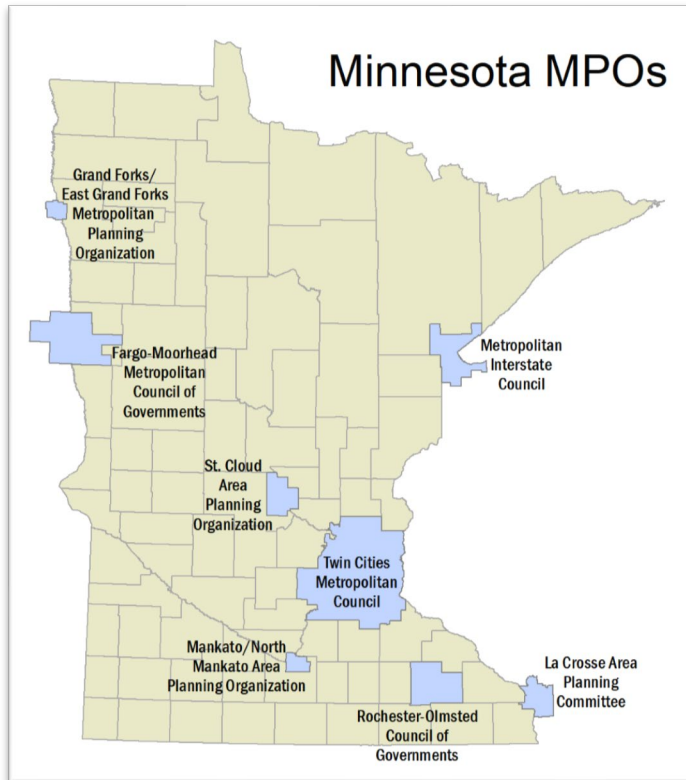 Minnesota MPOs
Grand Forks/
East Grand Forks
Metropolitan
Planning
Organization
Fargo-Moorhead
Metropolitan
Council of
Governments
Metropolitan
Interstate
Council
St. Cloud
Area
Planning
Organization
Twin Cities
Metropolitan
Council
Mankato/North
Mankato Area
Planning Organization
La Crosse Area
Planning
Committee
Rochester-Olmsted
Council of
Governments